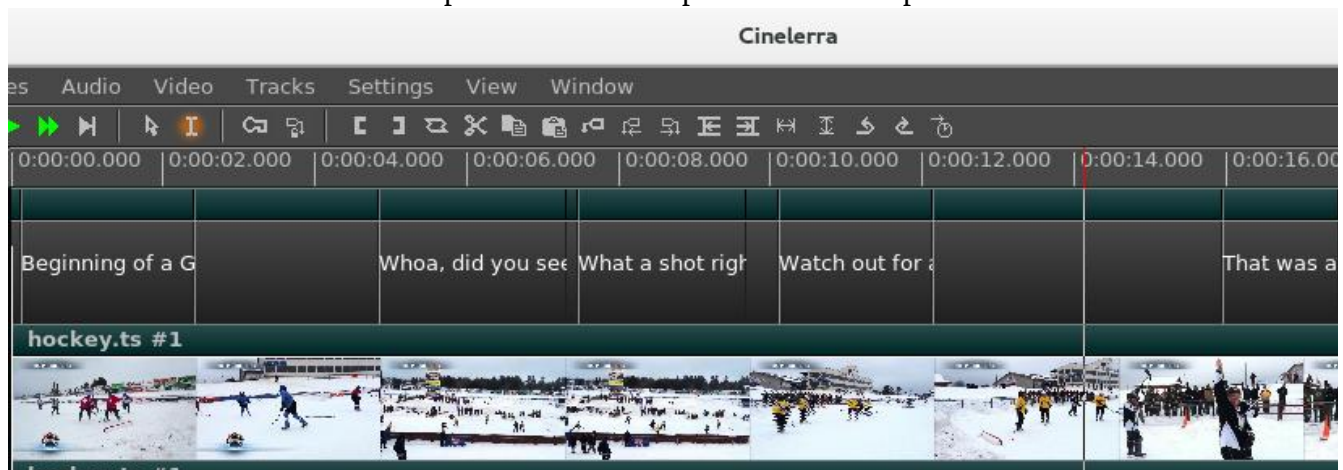 Cinelerra
es Audio Video Tracks Settings View Window
0:00:00.000 0:00:02.000 0:00:04.000 0:00:06.000 0:00:08.000 0:00:10.000 0:00:12.000 0:00:14.000 0:00:16.00
Beginning of a G Whoa, did you see What a shot righ Watch out for a That was a
hockey.ts #1